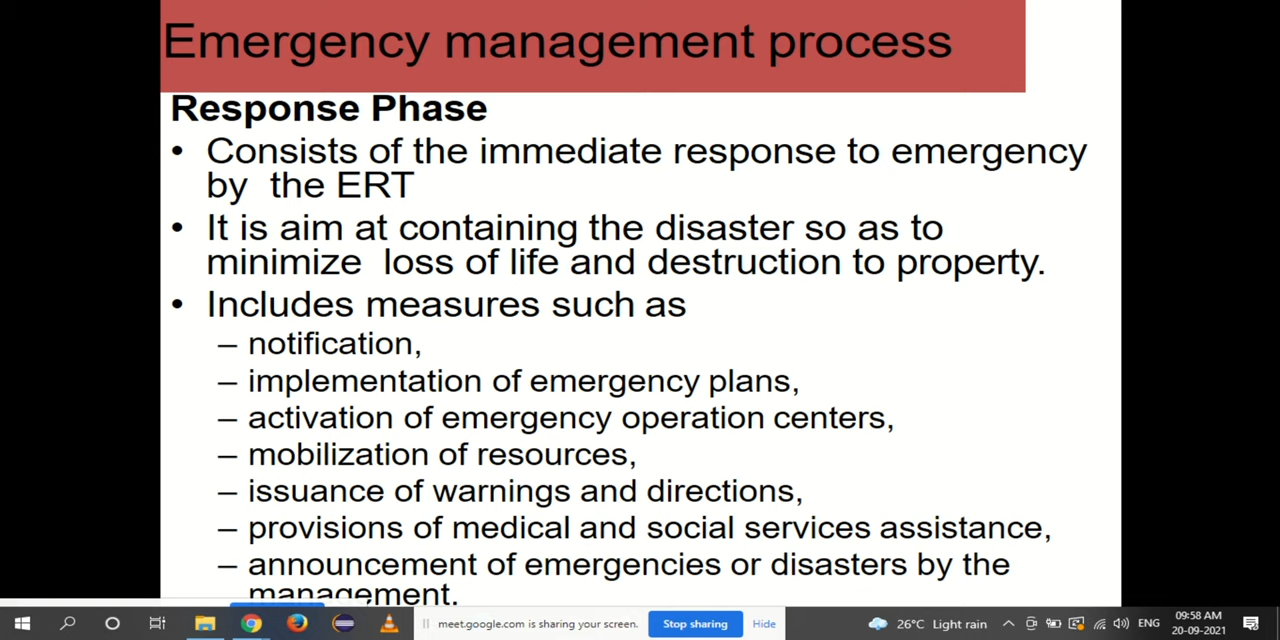 Emergency management process
Response Phase
• Consists of the immediate response to emergency
by the ERT
• It is aim at containing the disaster so as to
minimize loss of life and destruction to property.
• Includes measures such as
– notification,
– implementation of emergency plans,
– activation of emergency operation centers,
– mobilization of resources,
– issuance of warnings and directions,
– provisions of medical and social services assistance,
– announcement of emergencies or disasters by the
management.
meet.google.com is sharing your screen.
Stop sharing
Hide
26°C Light rain
ENG
09:58 AM
20-09-2021